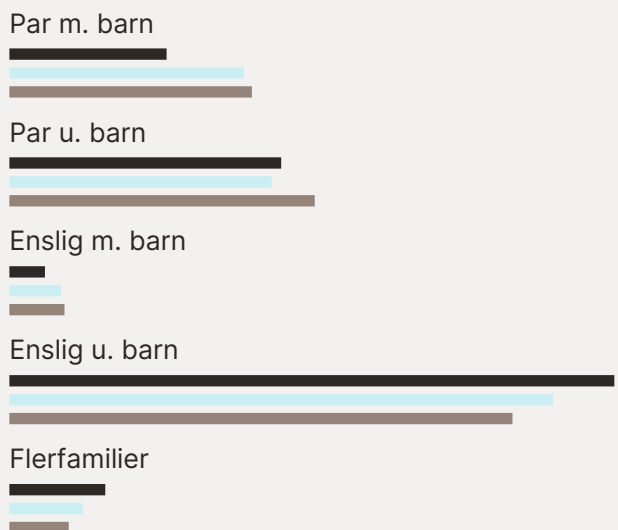 Par m. barn
Par u. barn
Enslig m. barn
Enslig u. barn
Flerfamilier